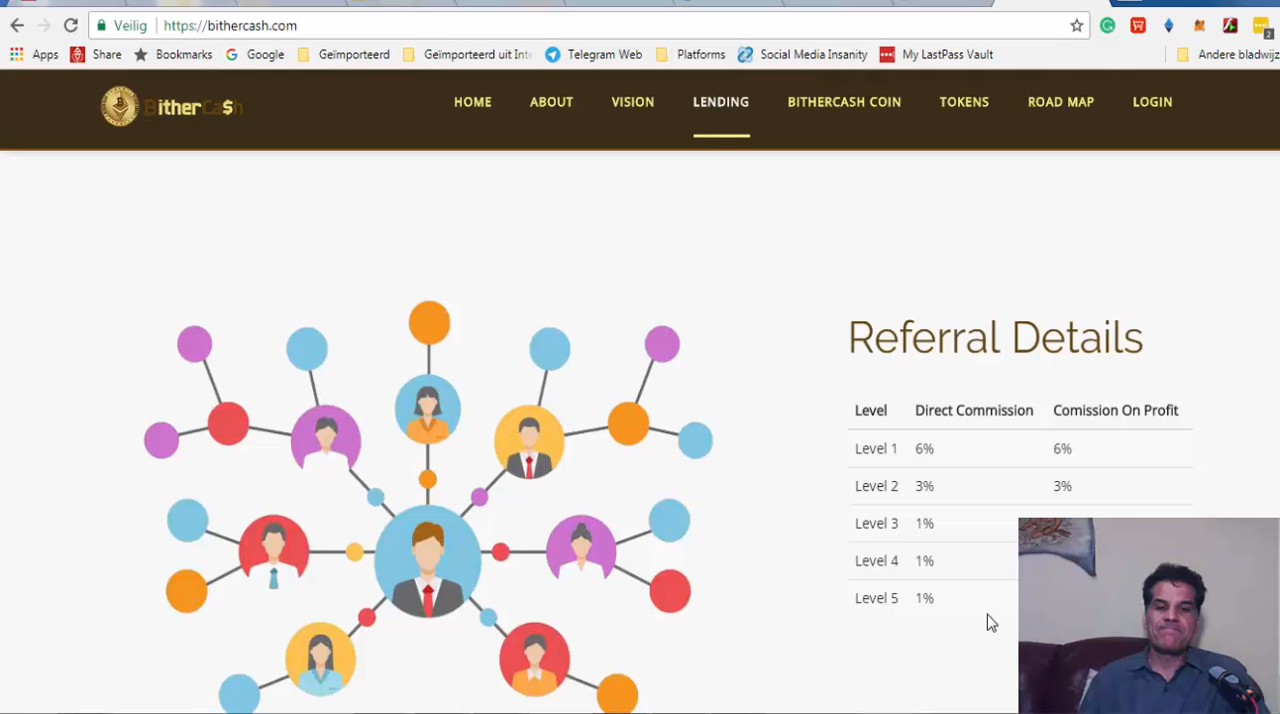 Veilig https://bithercash.com
Apps Share Bookmarks Google Geïmporteerd Geïmporteerd uit Inte Telegram Web Platforms Social Media Insanity My LastPass Vault Andere bladwijz
2
BitherCa$h HOME ABOUT VISION LENDING BITHERCASH COIN TOKENS ROAD MAP LOGIN
Referral Details
Level Direct Commission Comission On Profit
Level 1 6% 6%
Level 2 3% 3%
Level 3 1%
Level 4 1%
Level 5 1%